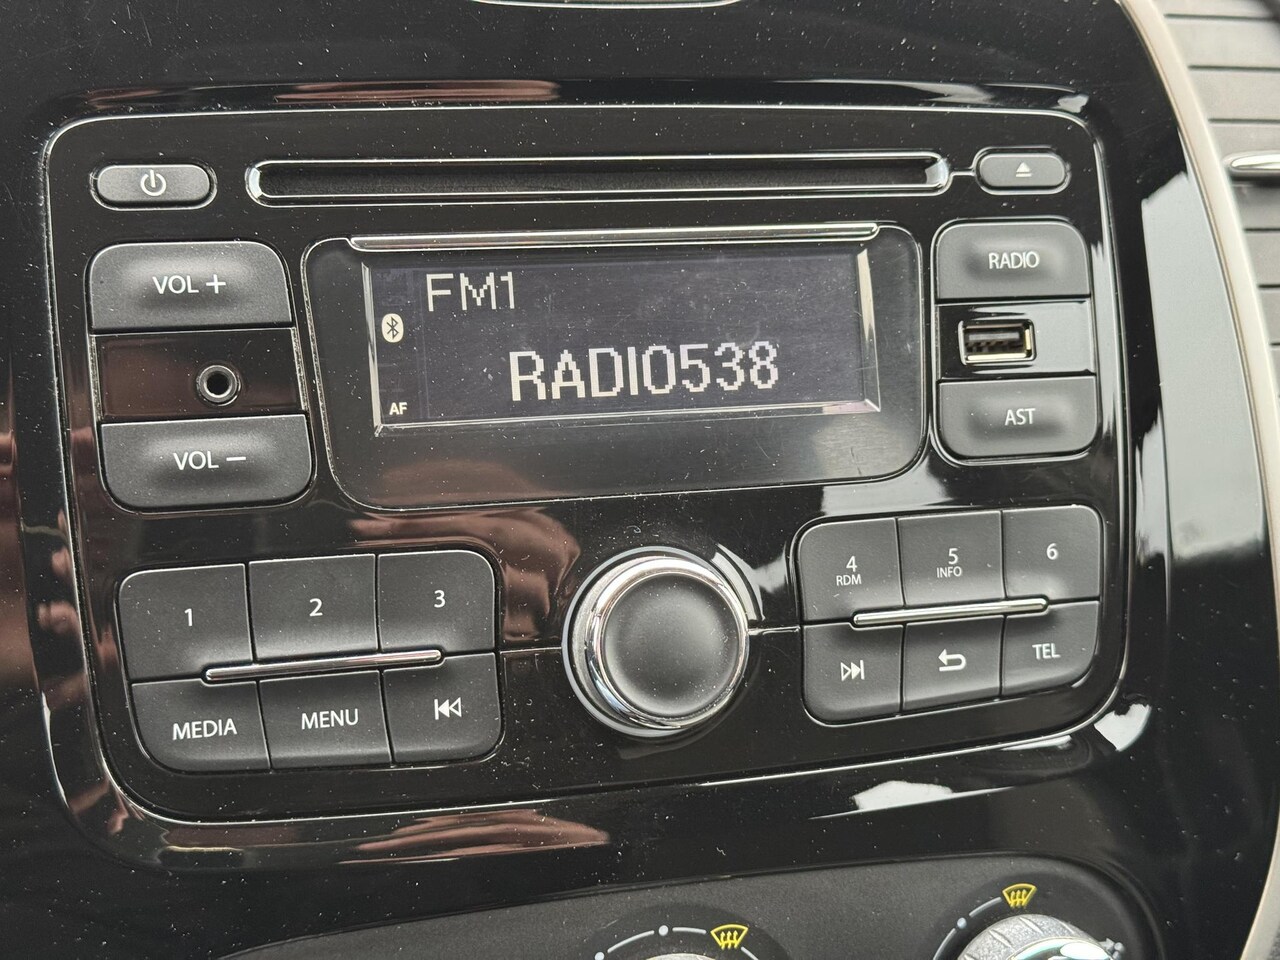 VOL +
VOL −
FM1
AF
RADIO538
RADIO
AST
1
2
3
MEDIA
MENU
4
RDM
5
INFO
6
TEL